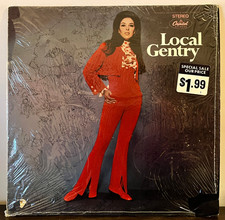 STEREO
Capitol
Local
Gentry
SPECIAL SALE
OUR PRICE
$1.99